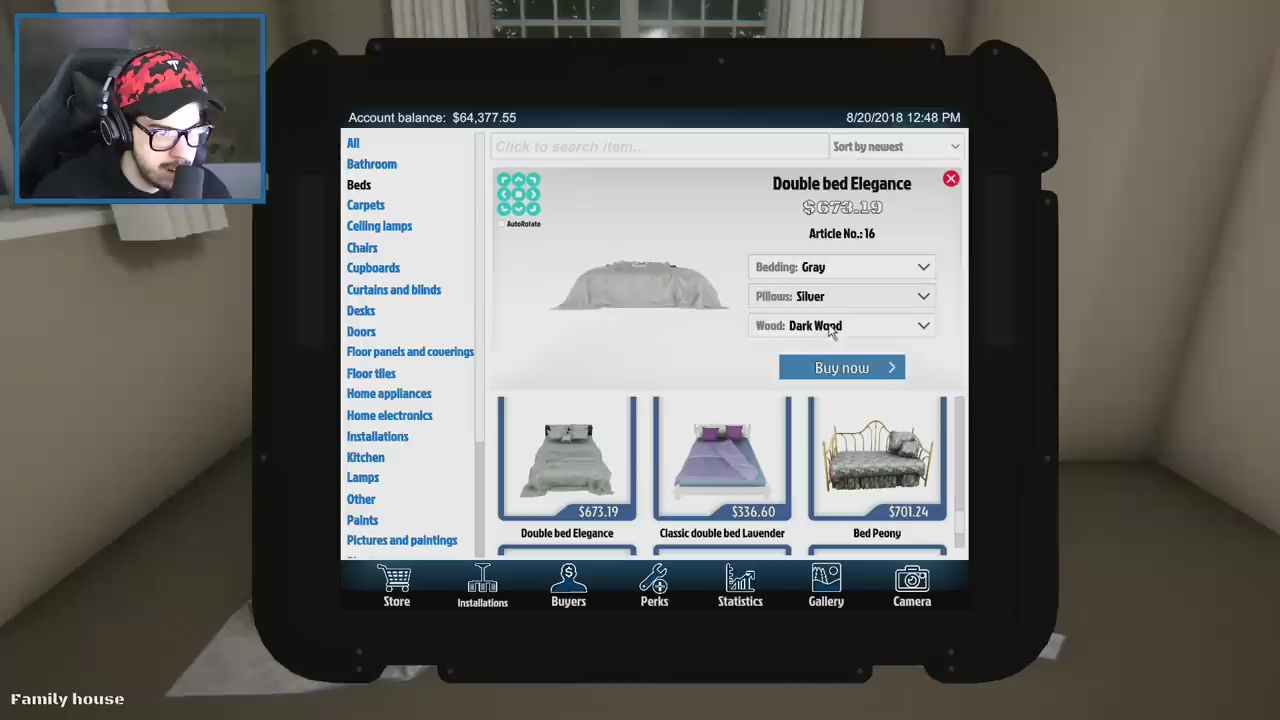 Account balance: $64,377.55
8/20/2018 12:48 PM
All
Bathroom
Beds
Carpets
Ceiling lamps
Chairs
Cupboards
Curtains and blinds
Desks
Doors
Floor panels and coverings
Floor tiles
Home appliances
Home electronics
Installations
Kitchen
Lamps
Other
Paints
Pictures and paintings
Click to search item...
Sort by newest
AutoRotate
Double bed Elegance
$673.19
Article No.: 16
Bedding: Gray
Pillows: Silver
Wood: Dark Wood
Buy now
$673.19
$336.60
$701.24
Double bed Elegance
Classic double bed Lavender
Bed Peony
Store
Installations
Buyers
Perks
Statistics
Gallery
Camera
Family house